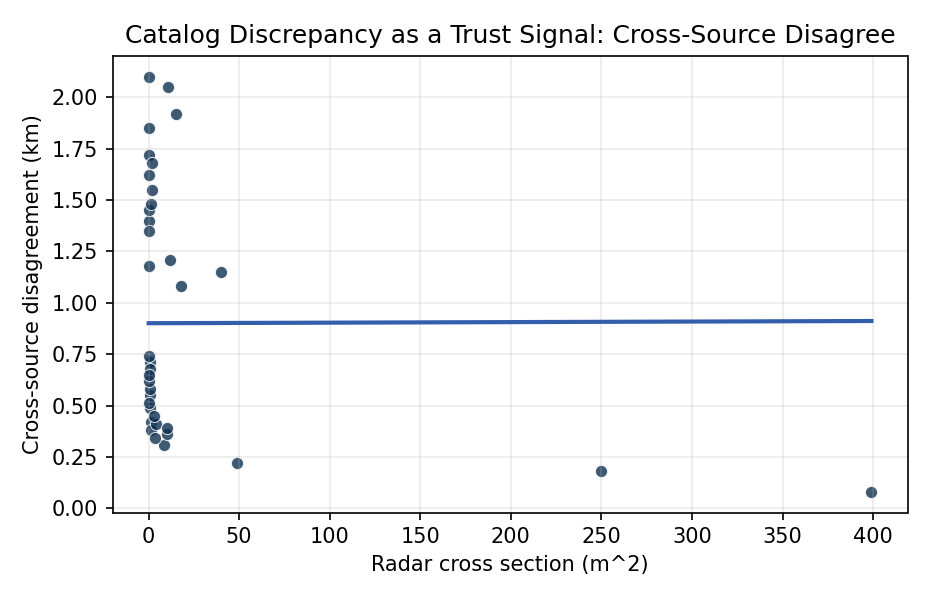 Catalog Discrepancy as a Trust Signal: Cross-Source Disagree
Cross-source disagreement (km)
2.00
1.75
1.50
1.25
1.00
0.75
0.50
0.25
0.00
0 50 100 150 200 250 300 350 400
Radar cross section (m^2)